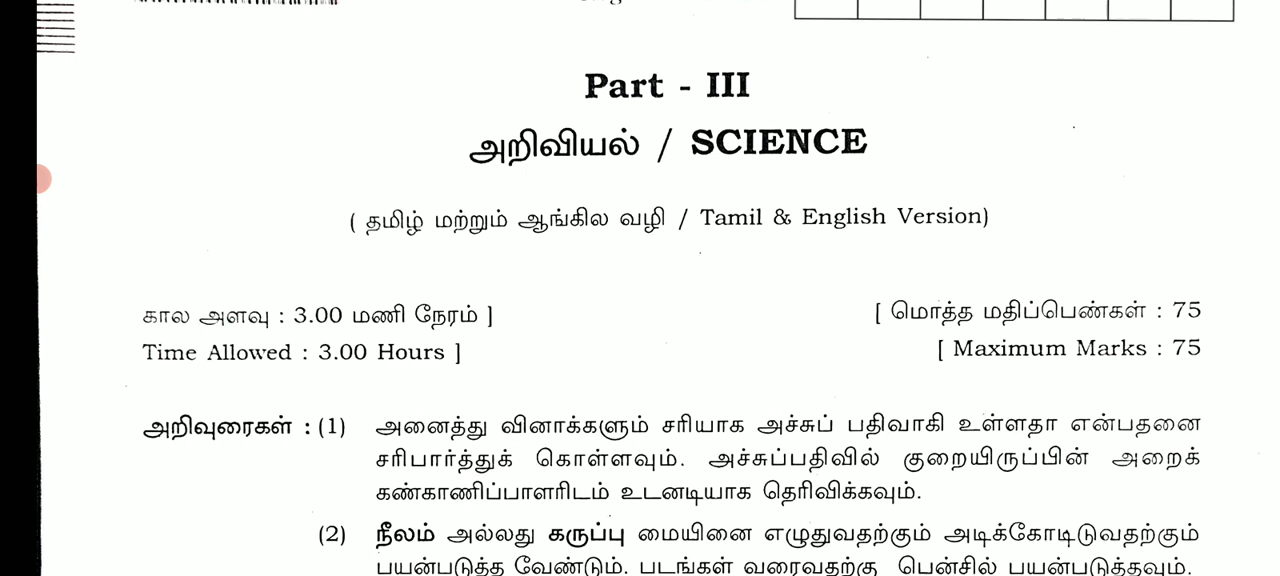 Part - III
அறிவியல் / SCIENCE
( தமிழ் மற்றும் ஆங்கில வழி / Tamil & English Version)
கால அளவு : 3.00 மணி நேரம் ] [ மொத்த மதிப்பெண்கள் : 75
Time Allowed : 3.00 Hours ] [ Maximum Marks : 75
அறிவுரைகள் : (1) அனைத்து வினாக்களும் சரியாக அச்சுப் பதிவாகி உள்ளதா என்பதனை
சரிபார்த்துக் கொள்ளவும். அச்சுப்பதிவில் குறையிருப்பின் அறைக்
கண்காணிப்பாளரிடம் உடனடியாக தெரிவிக்கவும்.
(2) நீலம் அல்லது கருப்பு மையினை எழுதுவதற்கும் அடிக்கோடிடுவதற்கும்
பயன்படுத்த வேண்டும். படங்கள் வரைவதற்கு பென்சில் பயன்படுத்தவும்.